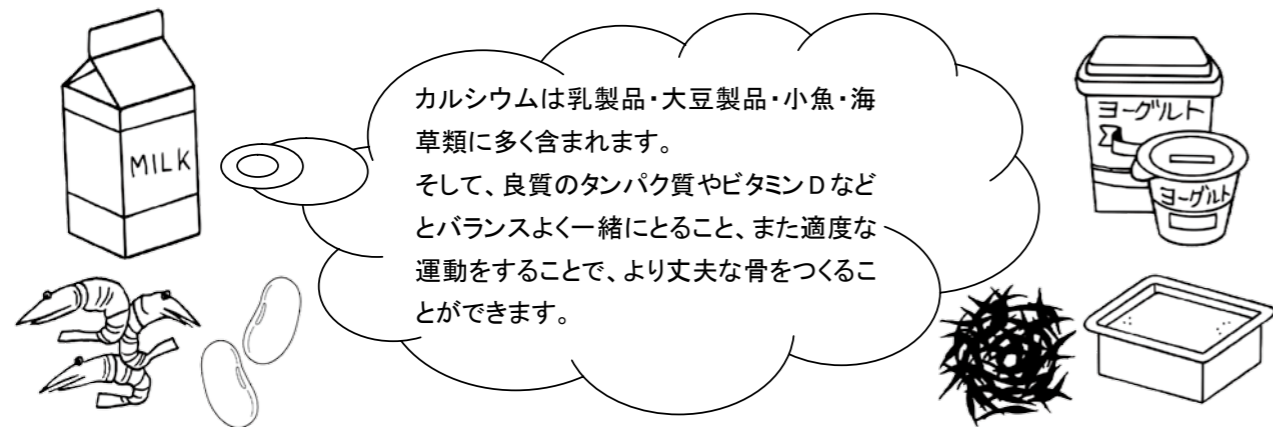 MILK
カルシウムは乳製品・大豆製品・小魚・海
草類に多く含まれます。
そして、良質のタンパク質やビタミンDなど
とバランスよく一緒にとること、また適度な
運動をすることで、より丈夫な骨をつくるこ
とができます。
ヨーグルト
ヨーグルト